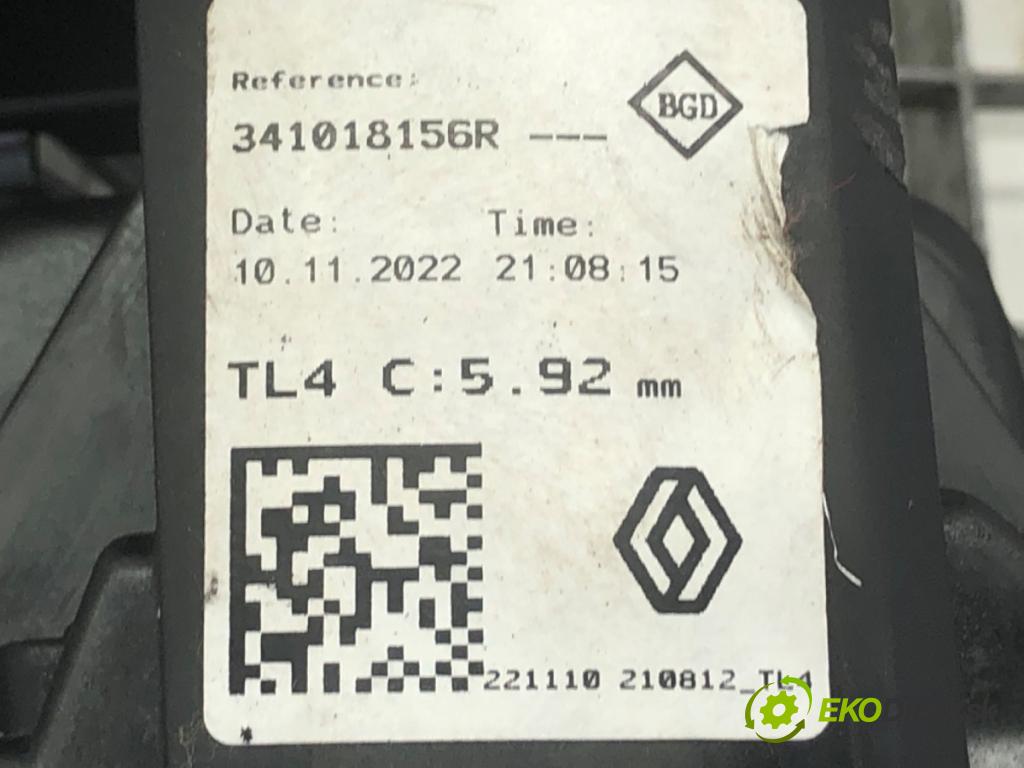 Reference:
341018156R ---
BGD
Date: Time:
10.11.2022 21:08:15
TL4 C:5.92 mm
221110 210812_TL4
EKO